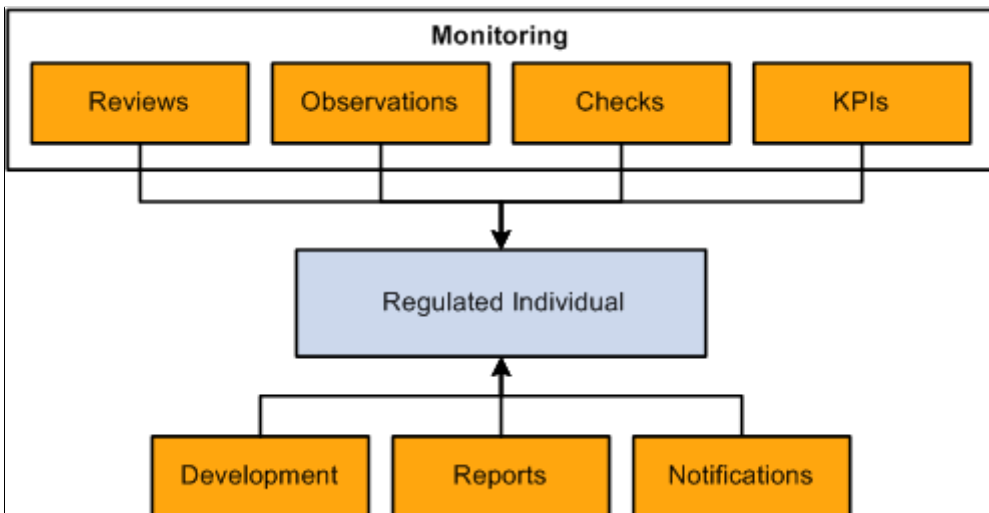 Monitoring
Reviews
Observations
Checks
KPIs
Regulated Individual
Development
Reports
Notifications